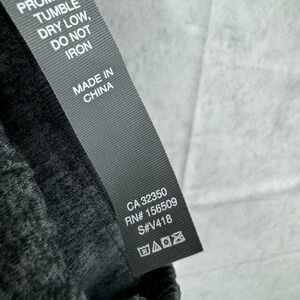 TUMBLE
DRY LOW,
DO NOT
IRON
MADE IN
CHINA
CA 32350
RN# 156509
S#V418